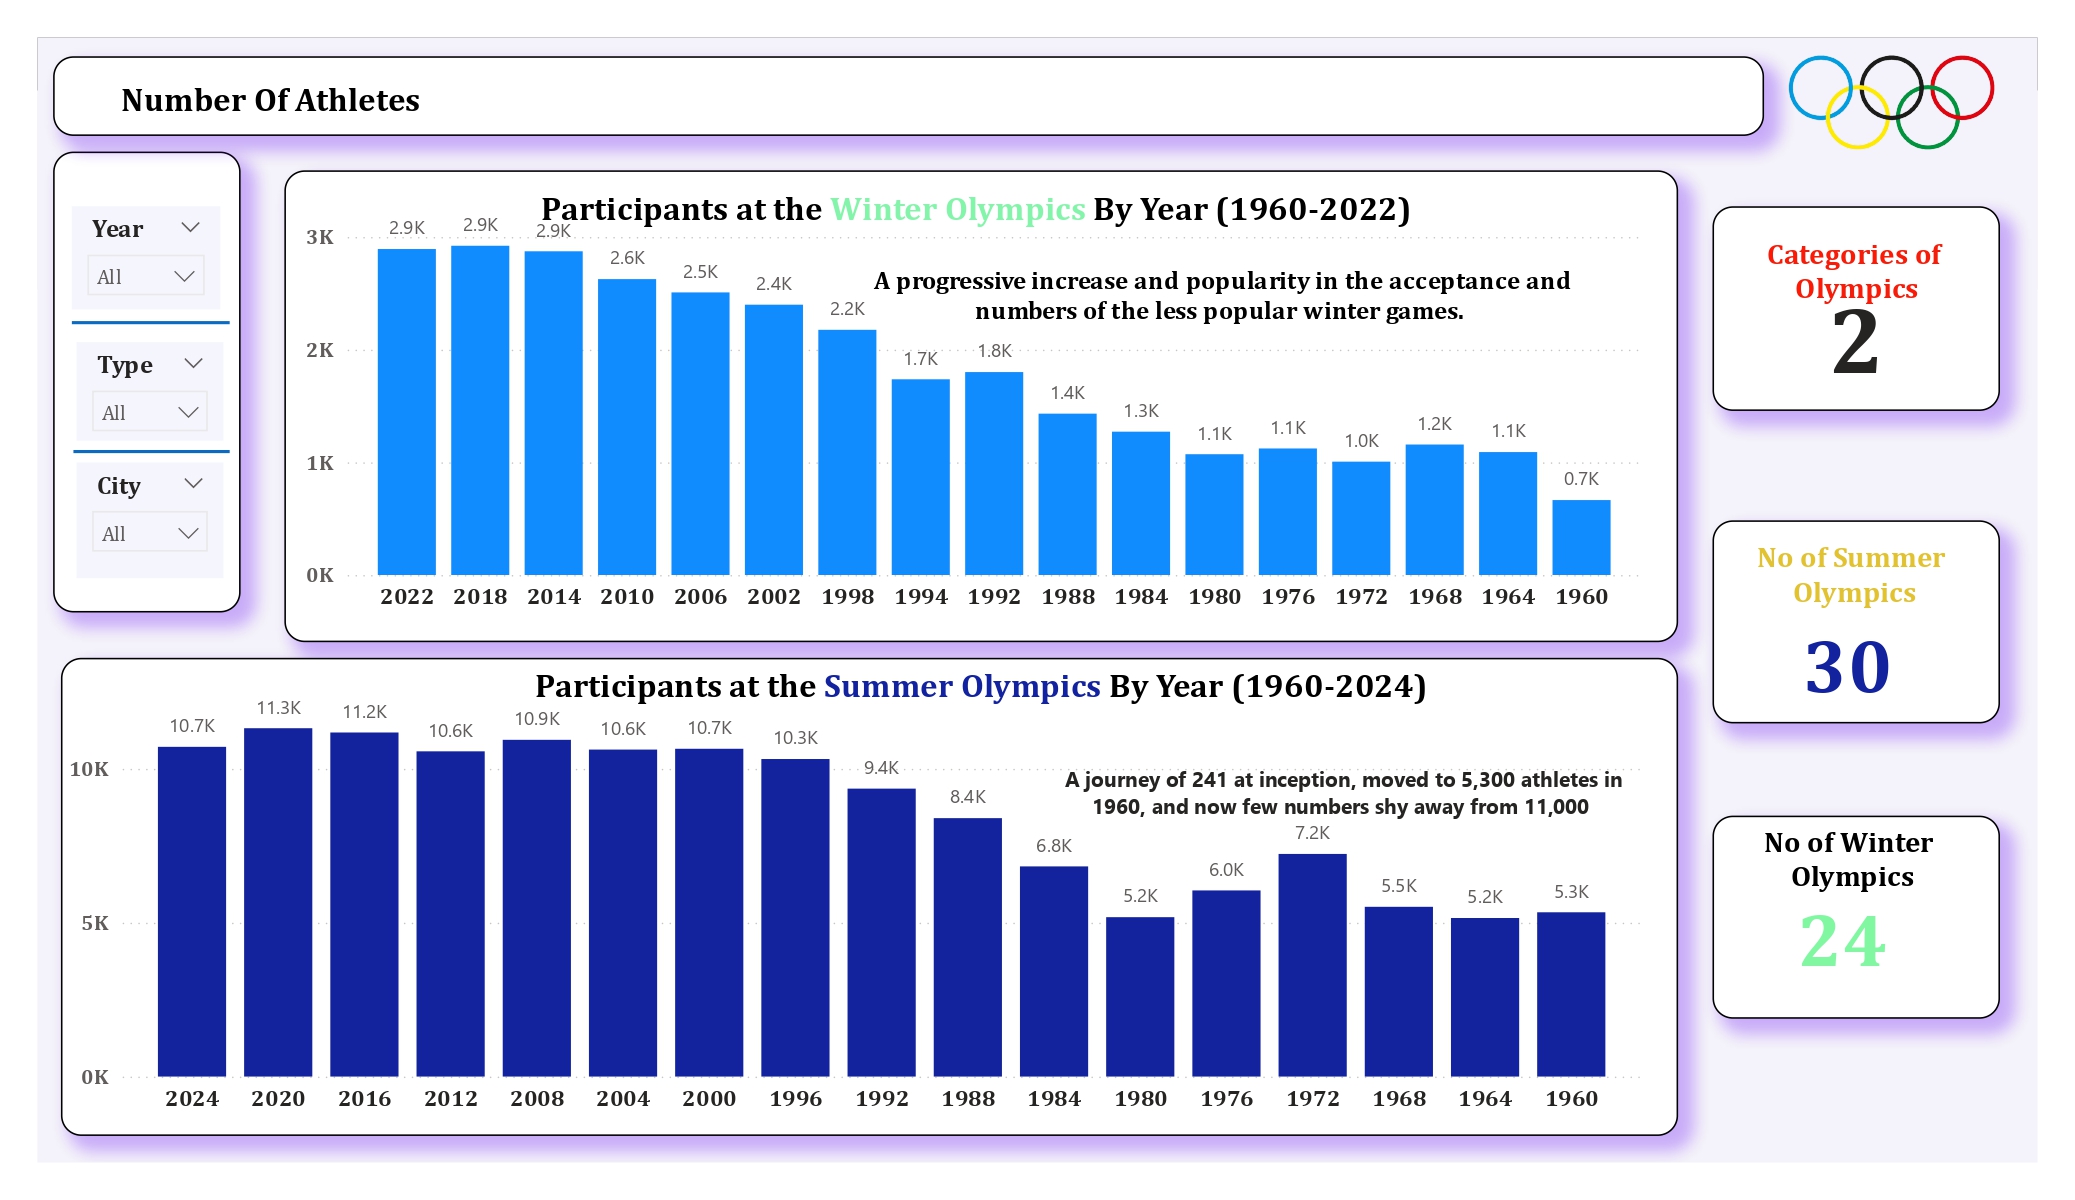 Number Of Athletes
Year
All
Type
All
City
All
Participants at the Winter Olympics By Year (1960-2022)
A progressive increase and popularity in the acceptance and
numbers of the less popular winter games.
3K
2K
1K
0K
2.9K 2.9K 2.9K 2.6K 2.5K 2.4K 2.2K 1.7K 1.8K 1.4K 1.3K 1.1K 1.1K 1.0K 1.2K 1.1K 0.7K
2022 2018 2014 2010 2006 2002 1998 1994 1992 1988 1984 1980 1976 1972 1968 1964 1960
Categories of
Olympics
2
No of Summer
Olympics
30
No of Winter
Olympics
24
Participants at the Summer Olympics By Year (1960-2024)
A journey of 241 at inception, moved to 5,300 athletes in
1960, and now few numbers shy away from 11,000
10K
5K
0K
10.7K 11.3K 11.2K 10.6K 10.9K 10.6K 10.7K 10.3K 9.4K 8.4K 6.8K 5.2K 6.0K 7.2K 5.5K 5.2K 5.3K
2024 2020 2016 2012 2008 2004 2000 1996 1992 1988 1984 1980 1976 1972 1968 1964 1960